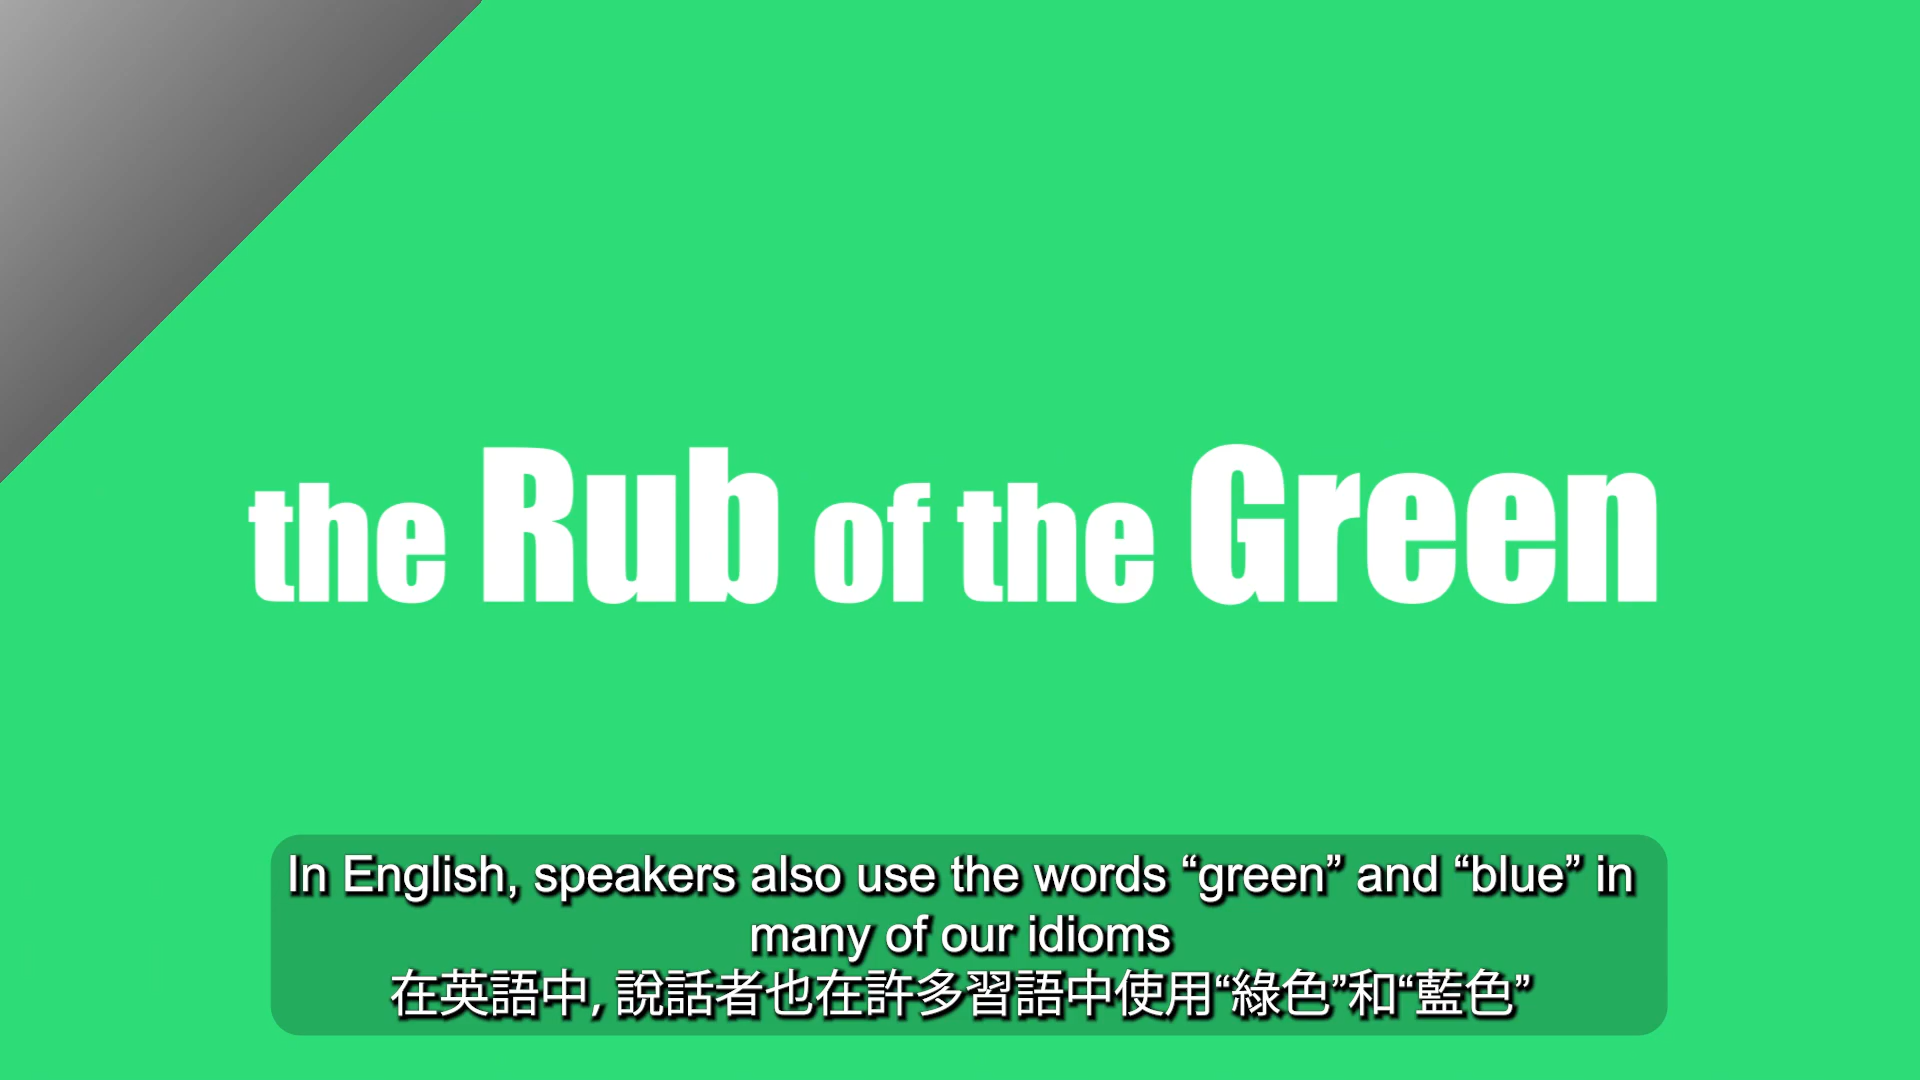 the Rub of the Green
In English, speakers also use the words “green” and “blue” in
many of our idioms
在英語中, 說話者也在許多習語中使用“綠色”和“藍色”